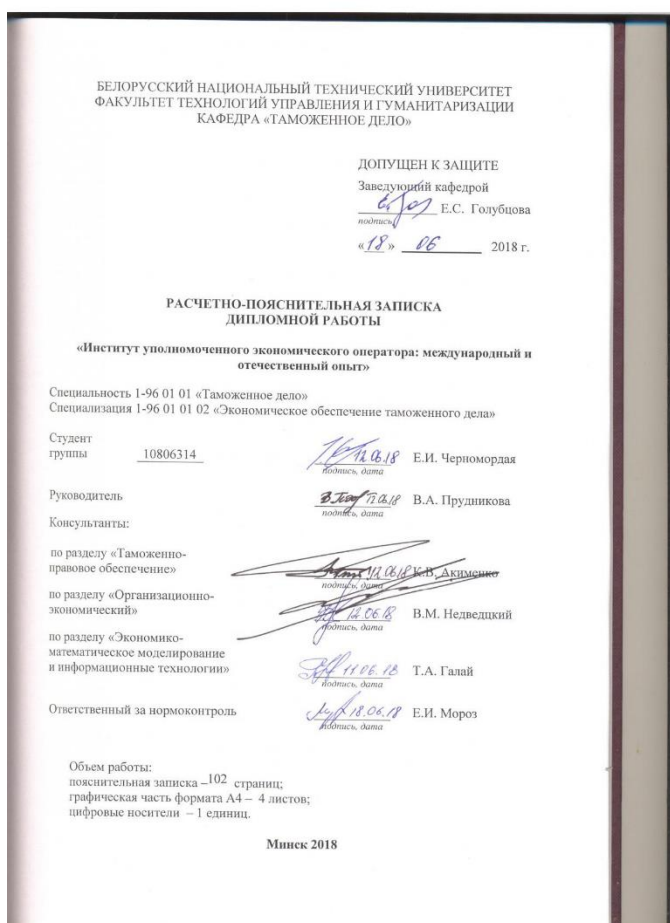 БЕЛОРУССКИЙ НАЦИОНАЛЬНЫЙ ТЕХНИЧЕСКИЙ УНИВЕРСИТЕТ
ФАКУЛЬТЕТ ТЕХНОЛОГИЙ УПРАВЛЕНИЯ И ГУМАНИТАРИЗАЦИИ
КАФЕДРА «ТАМОЖЕННОЕ ДЕЛО»
ДОПУЩЕН К ЗАЩИТЕ
Заведующий кафедрой
Е.С. Голубцова
подпись
«18» 06 2018 г.
РАСЧЕТНО-ПОЯСНИТЕЛЬНАЯ ЗАПИСКА
ДИПЛОМНОЙ РАБОТЫ
«Институт уполномоченного экономического оператора: международный и
отечественный опыт»
Специальность 1-96 01 01 «Таможенное дело»
Специализация 1-96 01 01 02 «Экономическое обеспечение таможенного дела»
Студент
группы 10806314 12.06.18 Е.И. Черномордая
подпись, дата
Руководитель 12.06.18 В.А. Прудникова
подпись, дата
Консультанты:
по разделу «Таможенно-
правовое обеспечение» 12.06.18 К.В. Акименко
подпись, дата
по разделу «Организационно-
экономический» 12.06.18 В.М. Недведцкий
подпись, дата
по разделу «Экономико-
математическое моделирование
и информационные технологии» 11.06.18 Т.А. Галай
подпись, дата
Ответственный за нормоконтроль 18.06.18 Е.И. Мороз
подпись, дата
Объем работы:
пояснительная записка – 102 страниц;
графическая часть формата А4 – 4 листов;
цифровые носители – 1 единиц.
Минск 2018